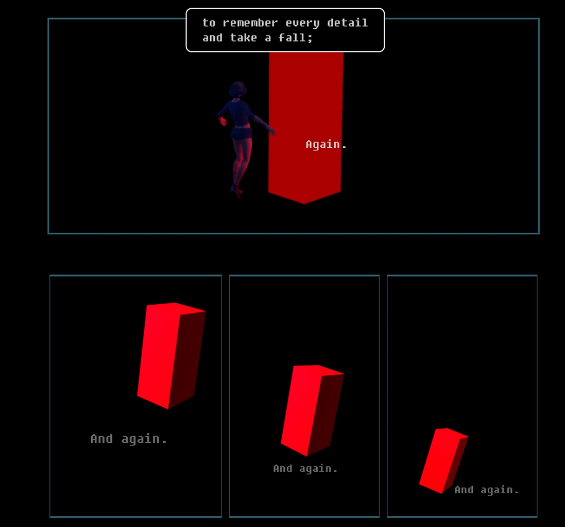 to remember every detail
and take a fall;
Again.
And again.
And again.
And again.